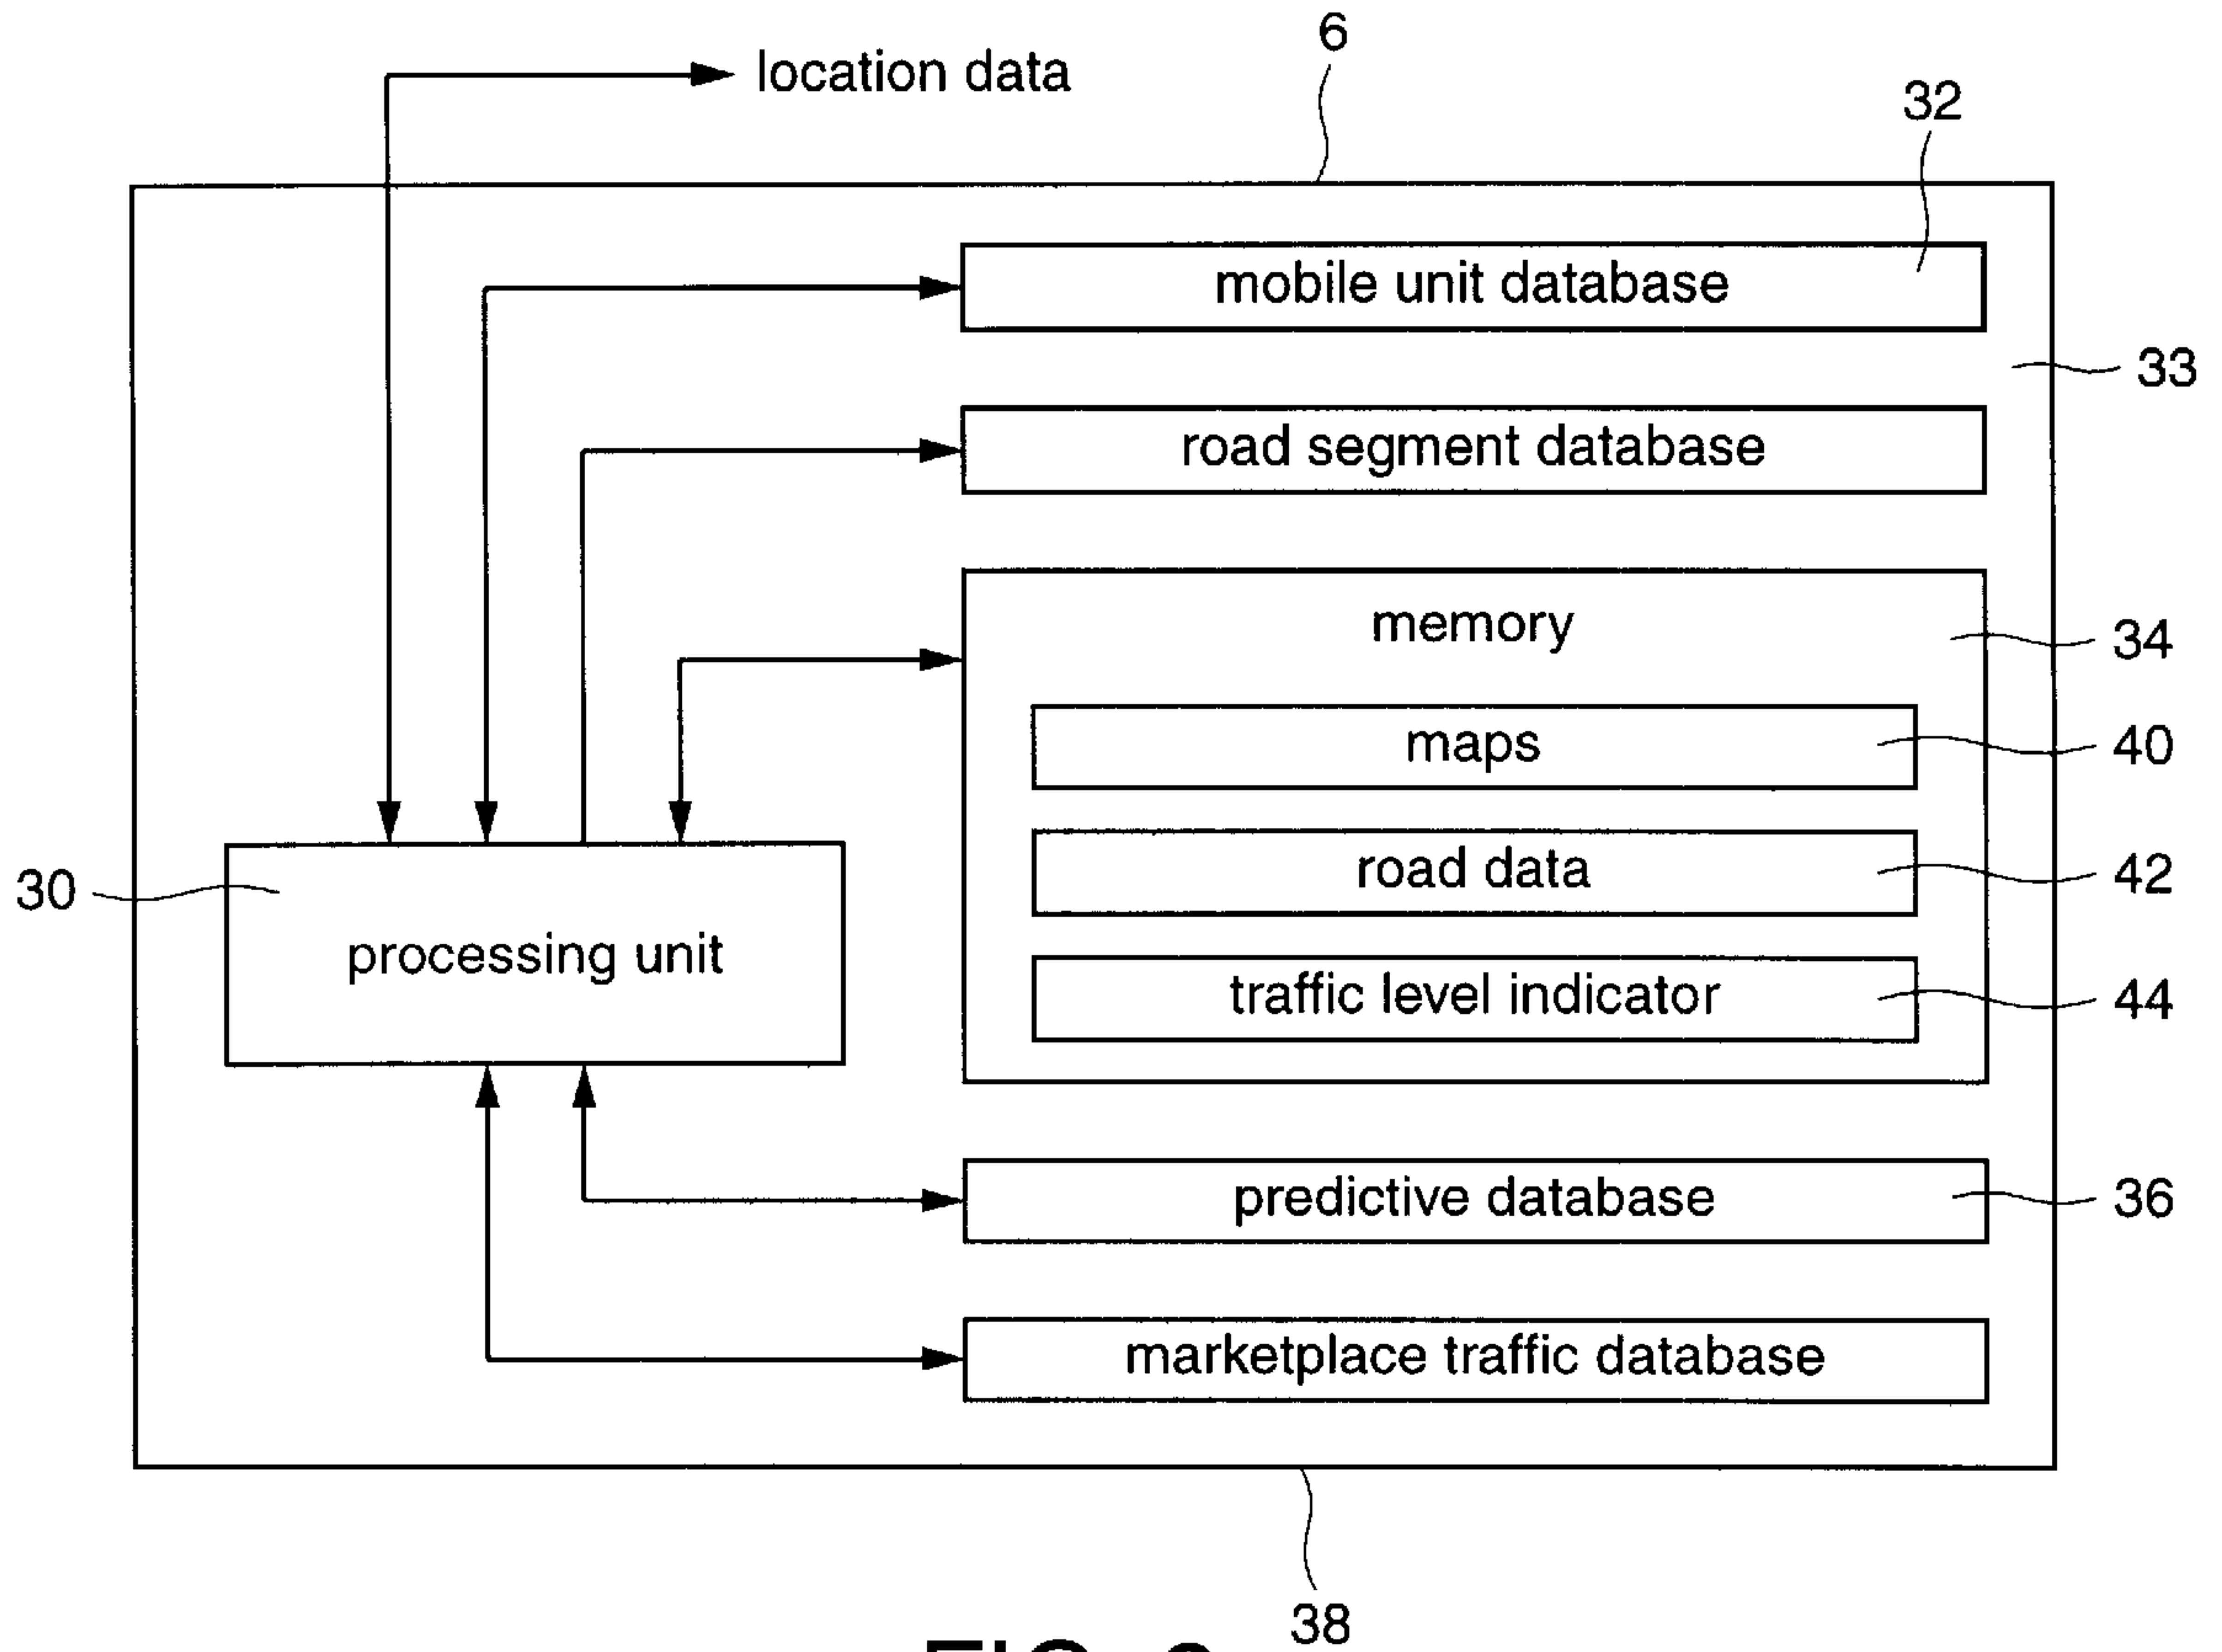 6
location data
32
mobile unit database
33
road segment database
memory
34
maps
40
road data
42
30
processing unit
traffic level indicator
44
predictive database
36
marketplace traffic database
38